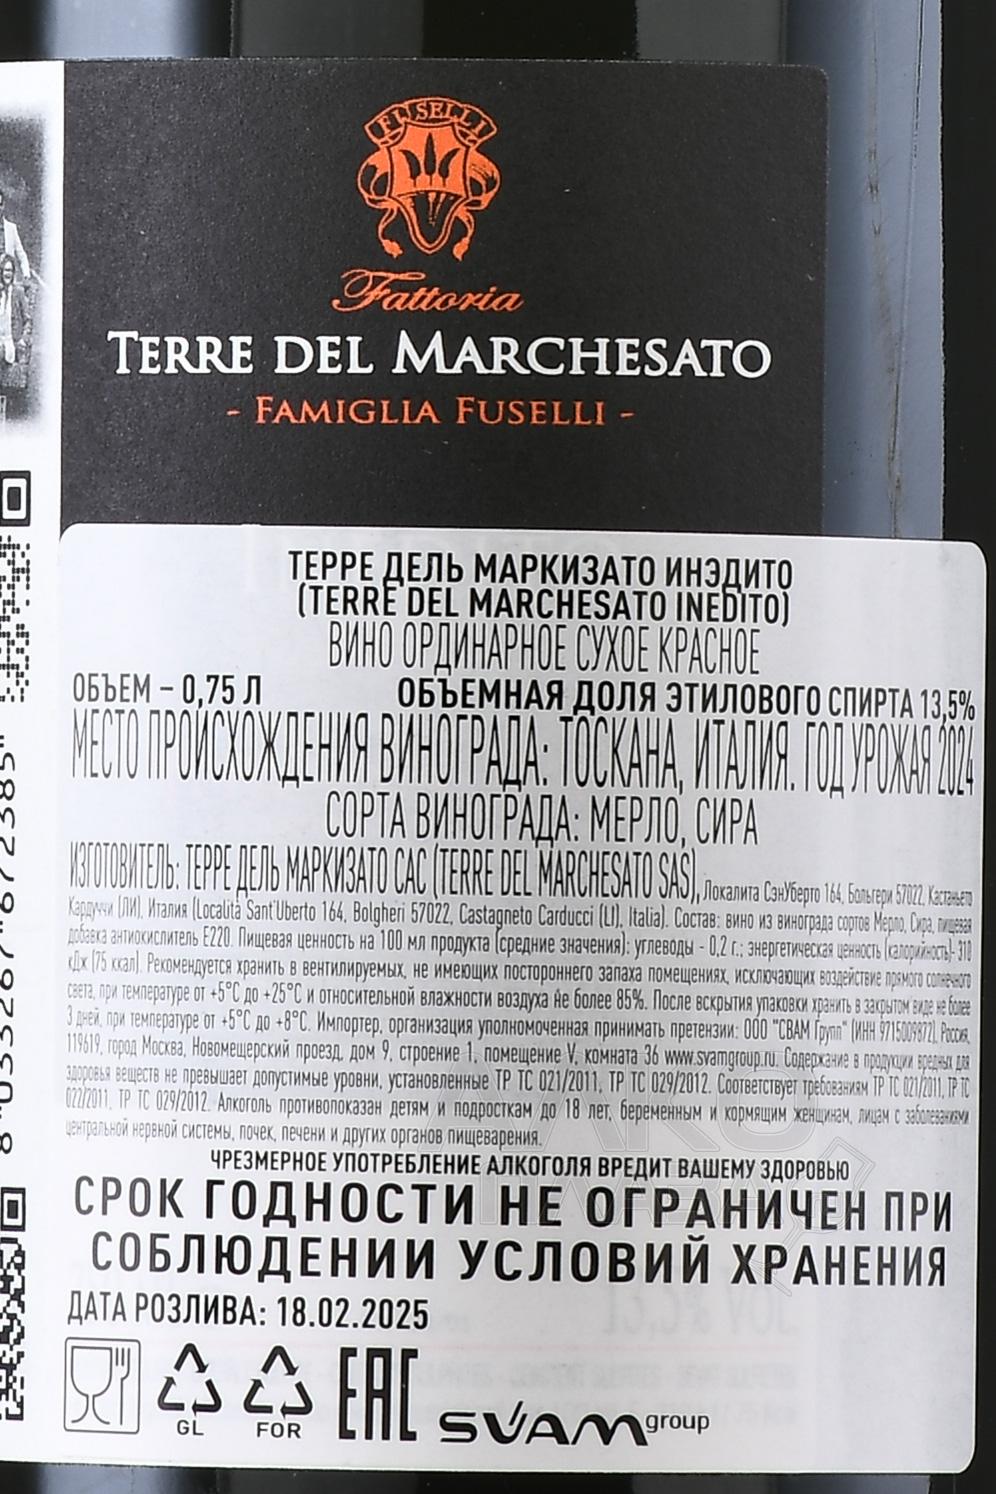 FUSELLI
Fattoria
TERRE DEL MARCHESATO
- FAMIGLIA FUSELLI -
ТЕРРЕ ДЕЛЬ МАРКИЗАТО ИНЭДИТО
(TERRE DEL MARCHESATO INEDITO)
ВИНО ОРДИНАРНОЕ СУХОЕ КРАСНОЕ
ОБЪЕМ – 0,75 Л ОБЪЕМНАЯ ДОЛЯ ЭТИЛОВОГО СПИРТА 13,5%
МЕСТО ПРОИСХОЖДЕНИЯ ВИНОГРАДА: ТОСКАНА, ИТАЛИЯ. ГОД УРОЖАЯ 2024
СОРТА ВИНОГРАДА: МЕРЛО, СИРА
ИЗГОТОВИТЕЛЬ: ТЕРРЕ ДЕЛЬ МАРКИЗАТО САС (TERRE DEL MARCHESATO SAS), Локалита СэнУберто 164, Больгери 57022, Кастаньето
Кардуччи (ЛИ), Италия (Località Sant'Uberto 164, Bolgheri 57022, Castagneto Carducci (LI), Italia). Состав: вино из винограда сортов Мерло, Сира, пищевая
добавка антиокислитель Е220. Пищевая ценность на 100 мл продукта (средние значения): углеводы - 0,2 г.; энергетическая ценность (калорийность)- 310
кДж (75 ккал). Рекомендуется хранить в вентилируемых, не имеющих постороннего запаха помещениях, исключающих воздействие прямого солнечного
света, при температуре от +5°C до +25°C и относительной влажности воздуха не более 85%. После вскрытия упаковки хранить в закрытом виде не более
3 дней, при температуре от +5°C до +8°C. Импортер, организация уполномоченная принимать претензии: ООО "СВАМ Групп" (ИНН 9715009872), Россия,
119619, город Москва, Новомещерский проезд, дом 9, строение 1, помещение V, комната 36 www.svamgroup.ru. Содержание в продукции вредных для
здоровья веществ не превышает допустимые уровни, установленные ТР ТС 021/2011, ТР ТС 029/2012. Соответствует требованиям ТР ТС 021/2011, ТР ТС
022/2011, ТР ТС 029/2012. Алкоголь противопоказан детям и подросткам до 18 лет, беременным и кормящим женщинам, лицам с заболеваниями
центральной нервной системы, почек, печени и других органов пищеварения.
ЧРЕЗМЕРНОЕ УПОТРЕБЛЕНИЕ АЛКОГОЛЯ ВРЕДИТ ВАШЕМУ ЗДОРОВЬЮ
СРОК ГОДНОСТИ НЕ ОГРАНИЧЕН ПРИ
СОБЛЮДЕНИИ УСЛОВИЙ ХРАНЕНИЯ
ДАТА РОЗЛИВА: 18.02.2025
GL FOR EAC SVAM group
8 033267 672385